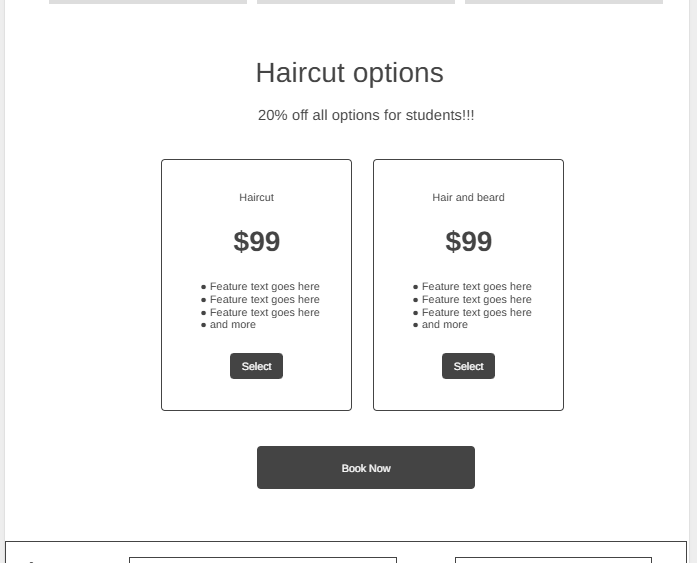 Haircut options
20% off all options for students!!!
Haircut
$99
● Feature text goes here
● Feature text goes here
● Feature text goes here
● and more
Select
Hair and beard
$99
● Feature text goes here
● Feature text goes here
● Feature text goes here
● and more
Select
Book Now